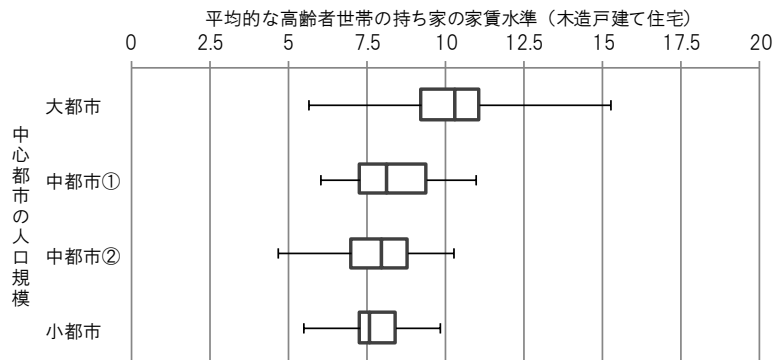 平均的な高齢者世帯の持ち家の家賃水準（木造戸建て住宅）
0 2.5 5 7.5 10 12.5 15 17.5 20
中心都市の人口規模
大都市
中都市①
中都市②
小都市